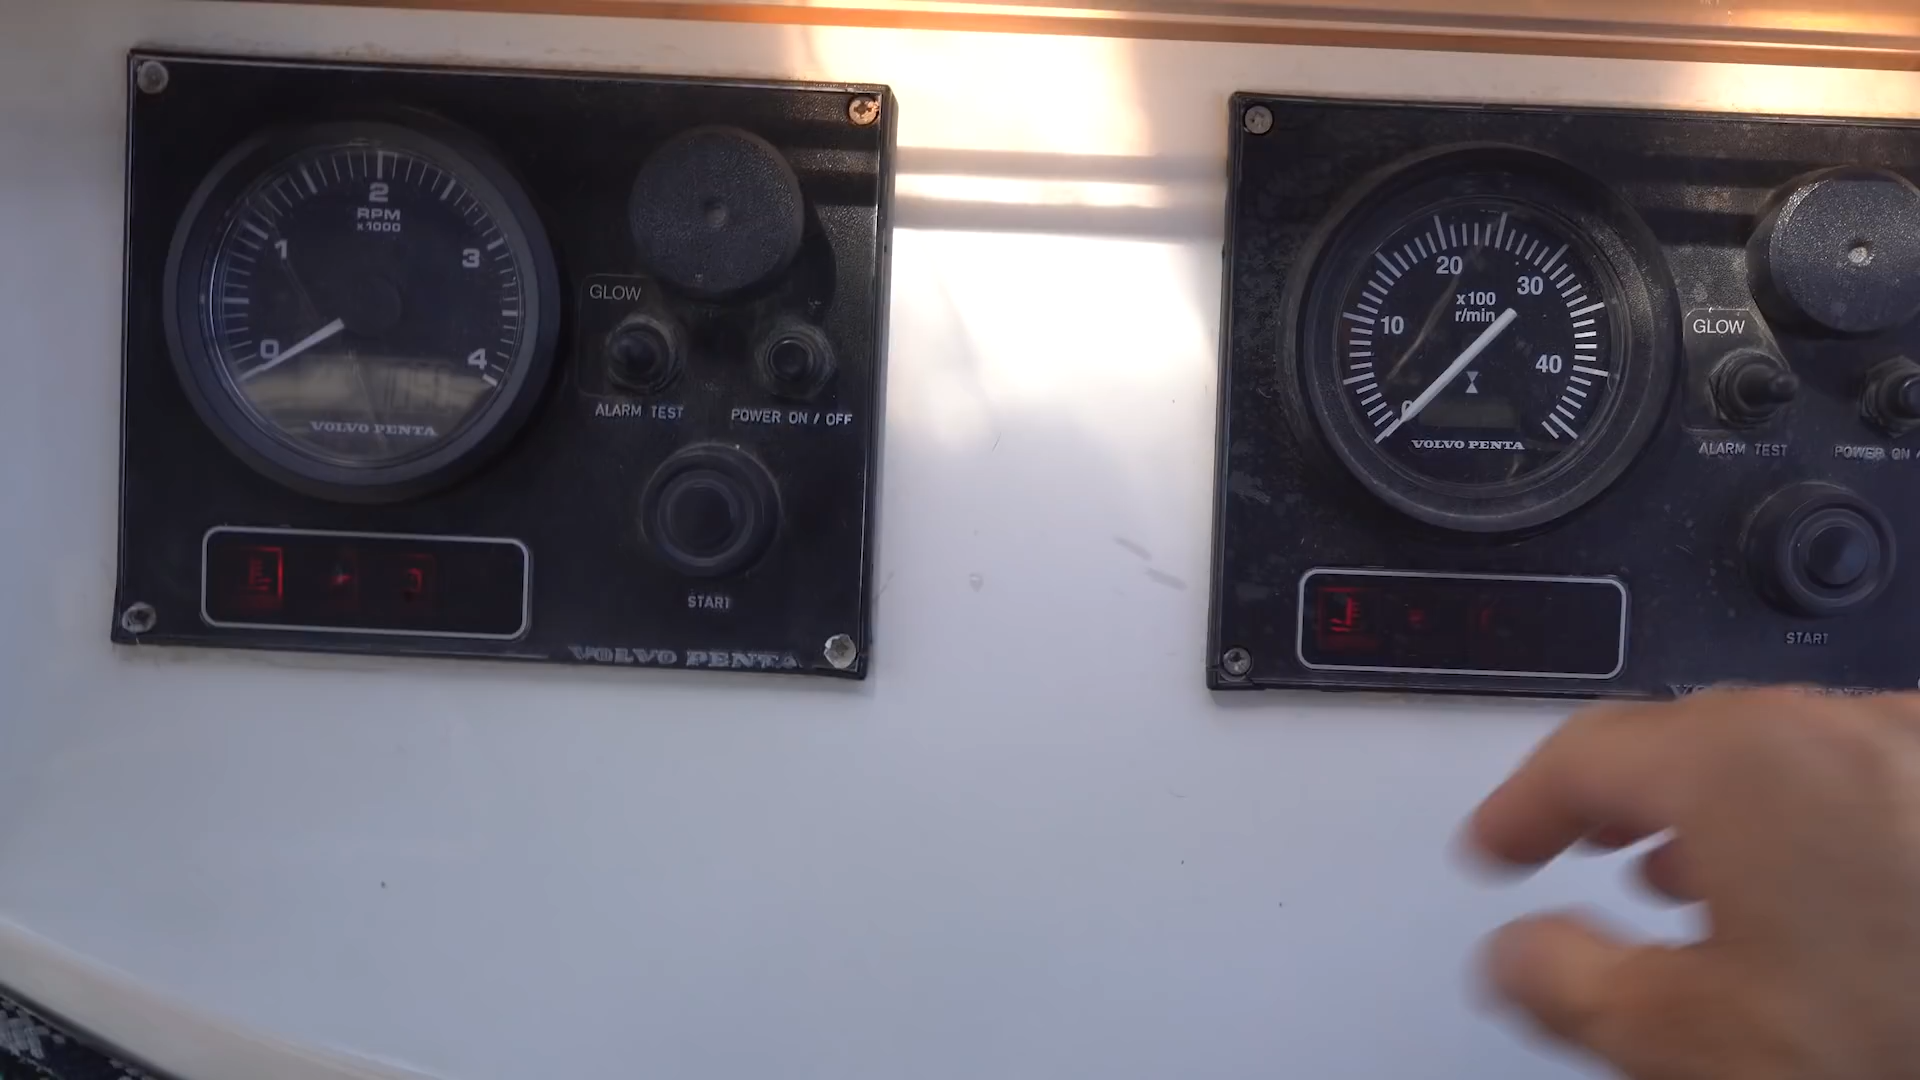 2
RPM
x1000
1
3
0
4
VOLVO PENTA
GLOW
ALARM TEST
POWER ON / OFF
START
VOLVO PENTA
20
30
x100
r/min
10
40
0
VOLVO PENTA
GLOW
ALARM TEST
POWER ON /
START